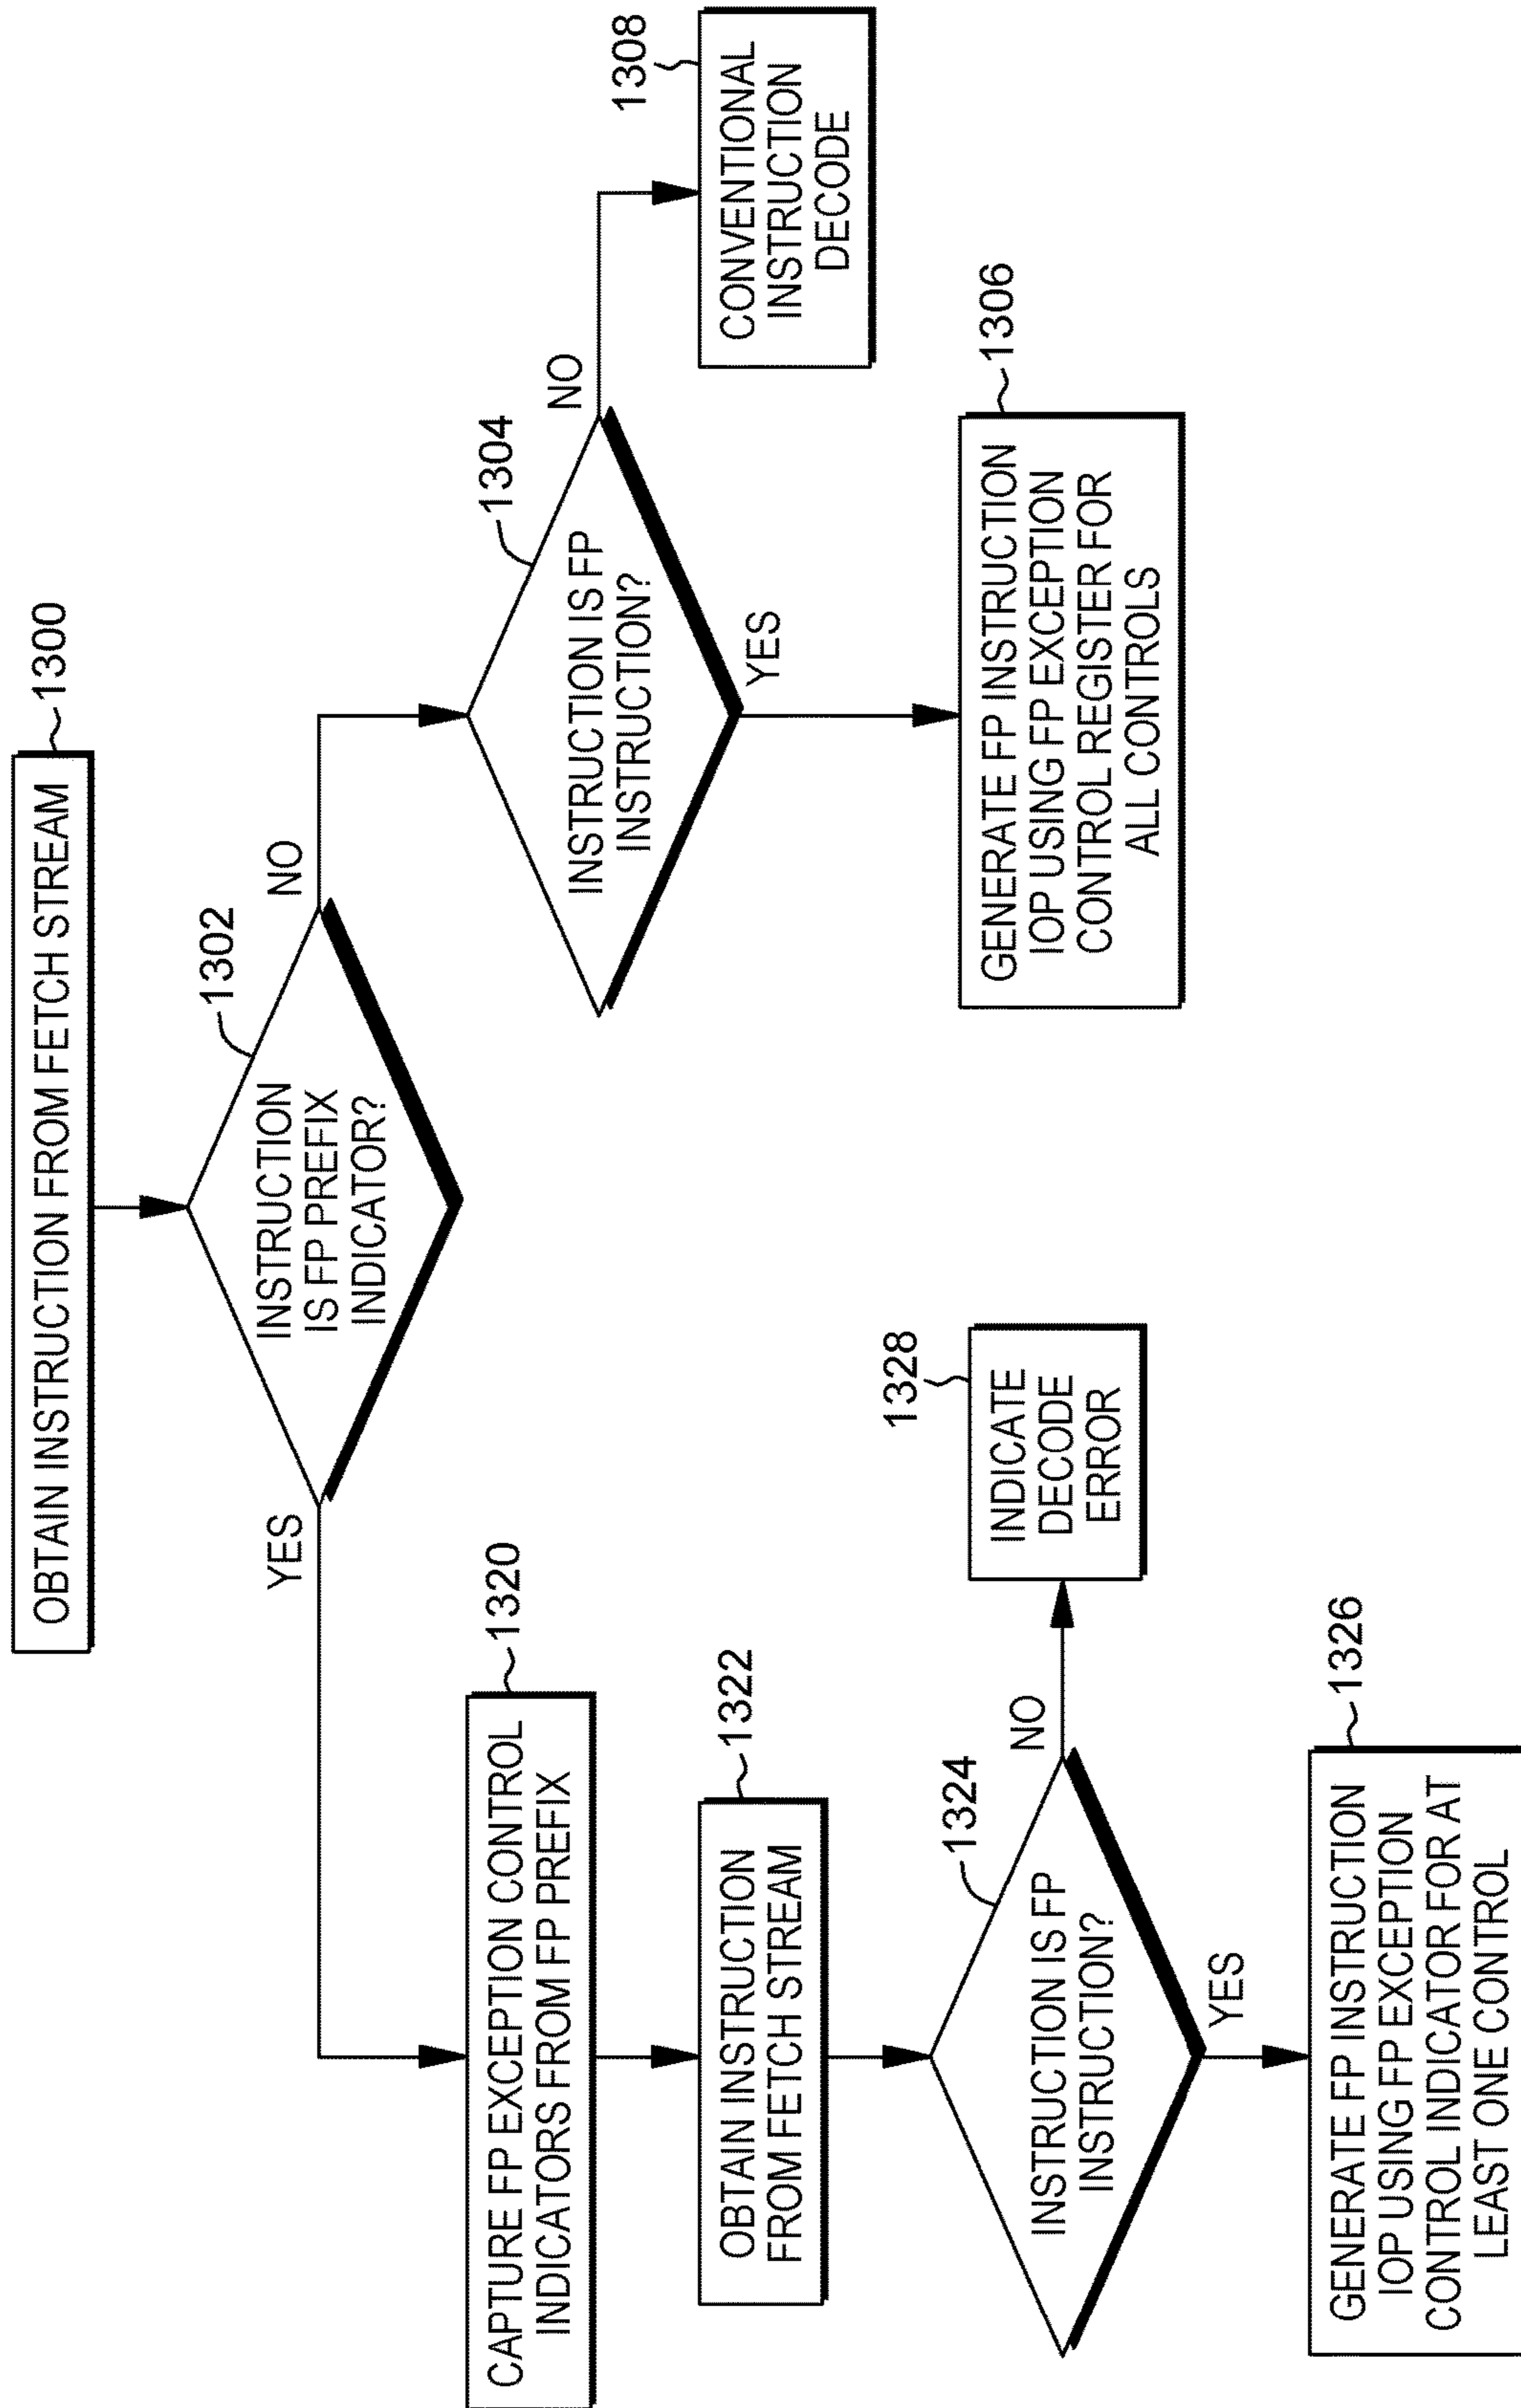 OBTAIN INSTRUCTION FROM FETCH STREAM
1300
INSTRUCTION
IS FP PREFIX
INDICATOR?
1302
YES
NO
CAPTURE FP EXCEPTION CONTROL
INDICATORS FROM FP PREFIX
1320
OBTAIN INSTRUCTION
FROM FETCH STREAM
1322
INSTRUCTION IS FP
INSTRUCTION?
1324
NO
INDICATE
DECODE
ERROR
1328
YES
GENERATE FP INSTRUCTION
IOP USING FP EXCEPTION
CONTROL INDICATOR FOR AT
LEAST ONE CONTROL
1326
INSTRUCTION IS FP
INSTRUCTION?
1304
NO
CONVENTIONAL
INSTRUCTION
DECODE
1308
YES
GENERATE FP INSTRUCTION
IOP USING FP EXCEPTION
CONTROL REGISTER FOR
ALL CONTROLS
1306